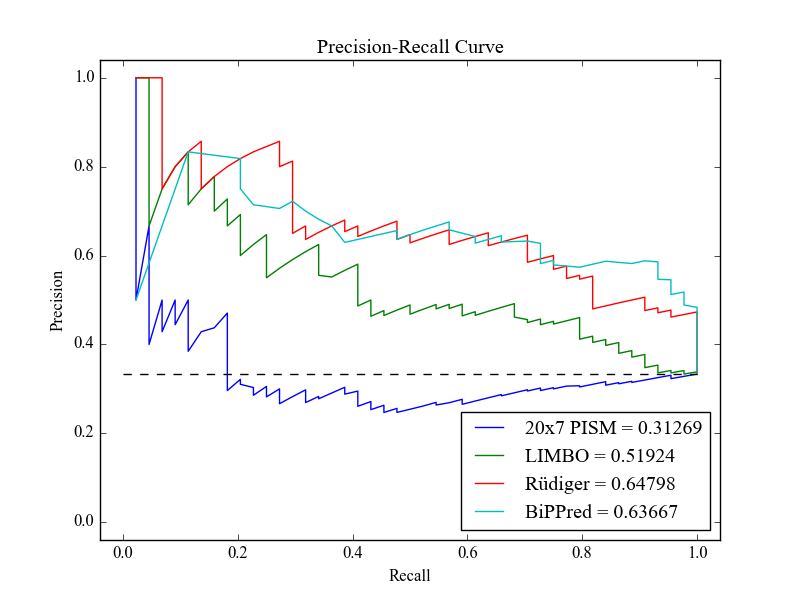 Precision-Recall Curve
Precision
1.0
0.8
0.6
0.4
0.2
0.0
0.0 0.2 0.4 0.6 0.8 1.0
Recall
20x7 PISM = 0.31269
LIMBO = 0.51924
Rüdiger = 0.64798
BiPPred = 0.63667